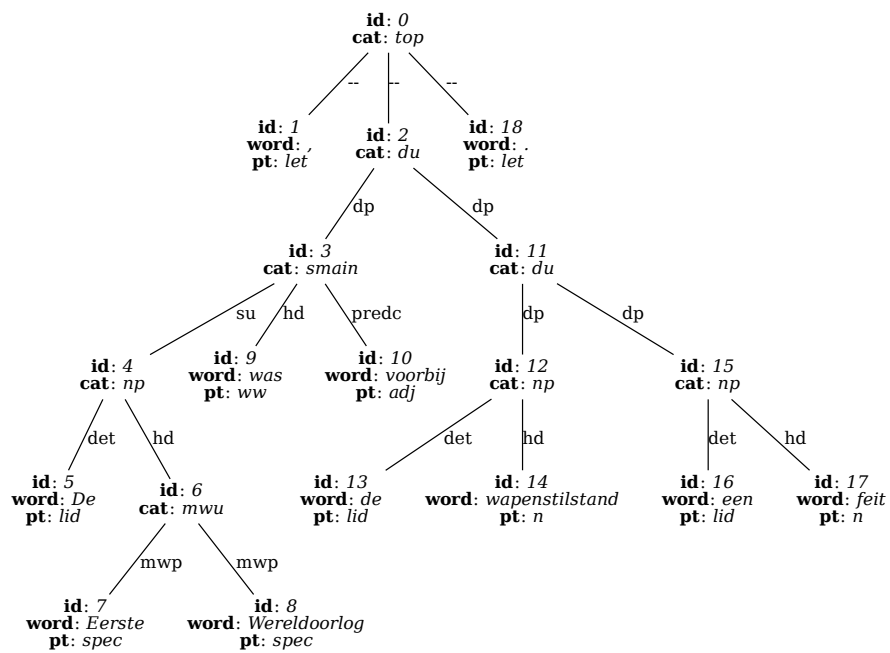 id: 0
cat: top
--
--
--
id: 1
word: ,
pt: let
id: 2
cat: du
id: 18
word: .
pt: let
dp
dp
id: 3
cat: smain
id: 11
cat: du
su
hd
predc
dp
dp
id: 4
cat: np
id: 9
word: was
pt: ww
id: 10
word: voorbij
pt: adj
id: 12
cat: np
id: 15
cat: np
det
hd
det
hd
det
hd
id: 5
word: De
pt: lid
id: 6
cat: mwu
id: 13
word: de
pt: lid
id: 14
word: wapenstilstand
pt: n
id: 16
word: een
pt: lid
id: 17
word: feit
pt: n
mwp
mwp
id: 7
word: Eerste
pt: spec
id: 8
word: Wereldoorlog
pt: spec